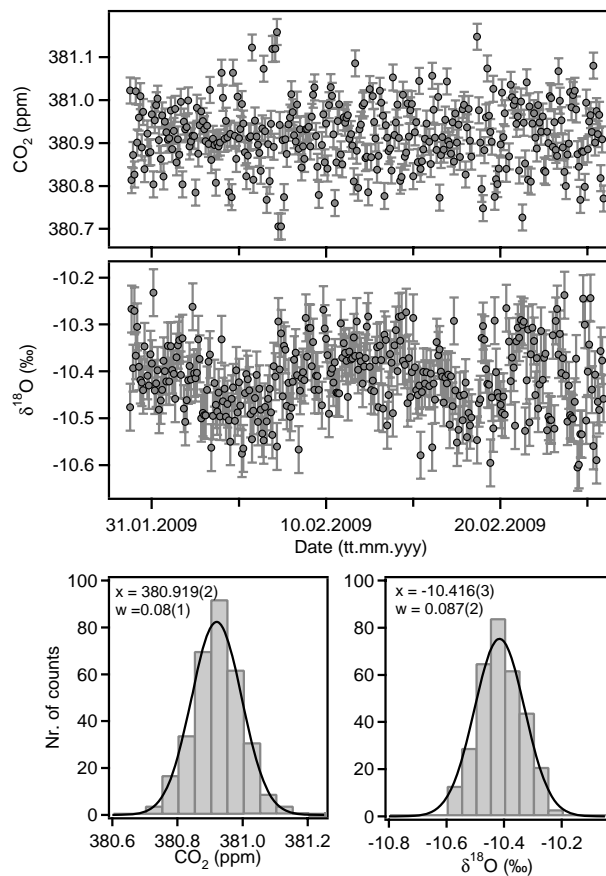 381.1
381.0
380.9
380.8
380.7
CO2 (ppm)
-10.2
-10.3
-10.4
-10.5
-10.6
δ18O (‰)
31.01.2009 10.02.2009 20.02.2009
Date (tt.mm.yyy)
x = 380.919(2)
w =0.08(1)
100
80
60
40
20
0
Nr. of counts
380.6 380.8 381.0 381.2
CO2 (ppm)
x = -10.416(3)
w = 0.087(2)
100
80
60
40
20
0
-10.8 -10.6 -10.4 -10.2
δ18O (‰)